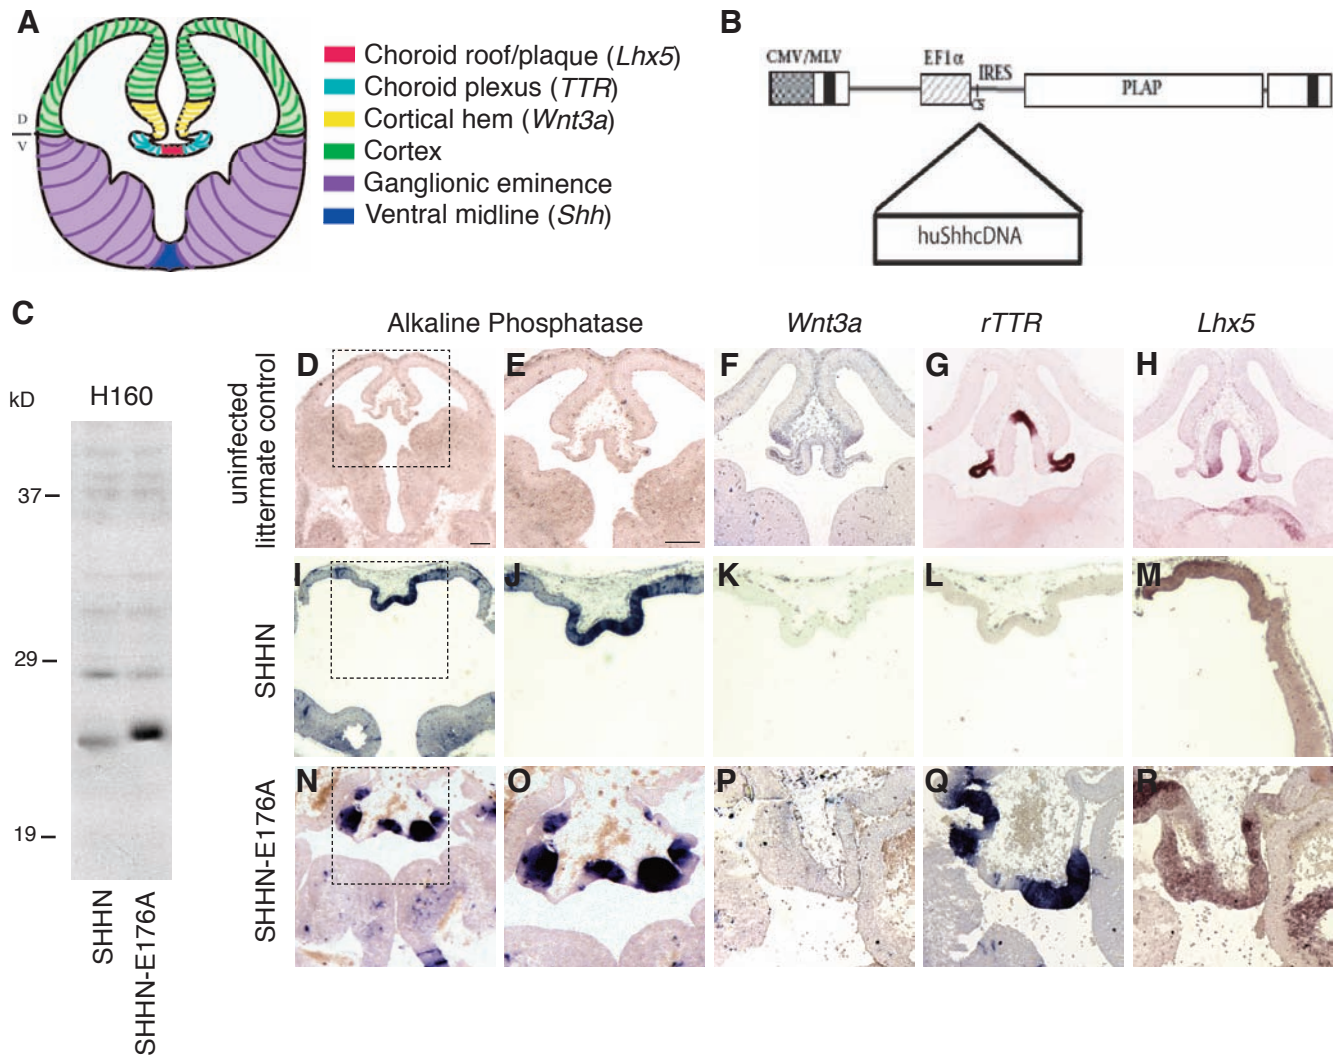 A
D
V
Choroid roof/plaque (Lhx5)
Choroid plexus (TTR)
Cortical hem (Wnt3a)
Cortex
Ganglionic eminence
Ventral midline (Shh)
B
CMV/MLV
EF1α
IRES
CS
PLAP
huShhcDNA
C
kD
H160
37
29
19
SHHN
SHHN-E176A
Alkaline Phosphatase
Wnt3a
rTTR
Lhx5
uninfected
littermate control
D
E
F
G
H
SHHN
I
J
K
L
M
SHHN-E176A
N
O
P
Q
R